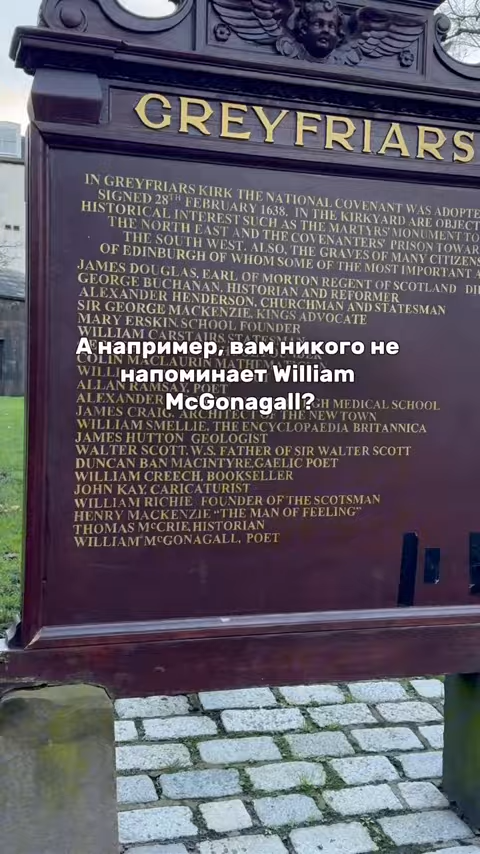 GREYFRIARS
IN GREYFRIARS KIRK THE NATIONAL COVENANT WAS ADOPTE
SIGNED 28TH FEBRUARY 1638. IN THE KIRKYARD ARE OBJECT
HISTORICAL INTEREST SUCH AS THE MARTYRS' MONUMENT TO
THE NORTH EAST AND THE COVENANTERS' PRISON TOWAR
THE SOUTH WEST. ALSO, THE GRAVES OF MANY CITIZENS
OF EDINBURGH OF WHOM SOME OF THE MOST IMPORTANT A
JAMES DOUGLAS, EARL OF MORTON REGENT OF SCOTLAND DI
GEORGE BUCHANAN, HISTORIAN AND REFORMER
ALEXANDER HENDERSON, CHURCHMAN AND STATESMAN
SIR GEORGE MACKENZIE, KINGS ADVOCATE
MARY ERSKIN, SCHOOL FOUNDER
WILLIAM CARSTAIRS STATESMAN
А например, вам никого не
COLIN MACLAURIN MATHEMATICIAN
напоминает William
ALLAN RAMSAY, POET
McGonagall?
ALEXANDER GH MEDICAL SCHOOL
JAMES CRAIG. ARCHITECT OF THE NEW TOWN
WILLIAM SMELLIE, THE ENCYCLOPAEDIA BRITANNICA
JAMES HUTTON GEOLOGIST
WALTER SCOTT, W.S. FATHER OF SIR WALTER SCOTT
DUNCAN BAN MACINTYRE, GAELIC POET
WILLIAM CREECH, BOOKSELLER
JOHN KAY, CARICATURIST
WILLIAM RICHIE FOUNDER OF THE SCOTSMAN
HENRY MACKENZIE "THE MAN OF FEELING"
THOMAS McCRIE, HISTORIAN
WILLIAM McGONAGALL, POET